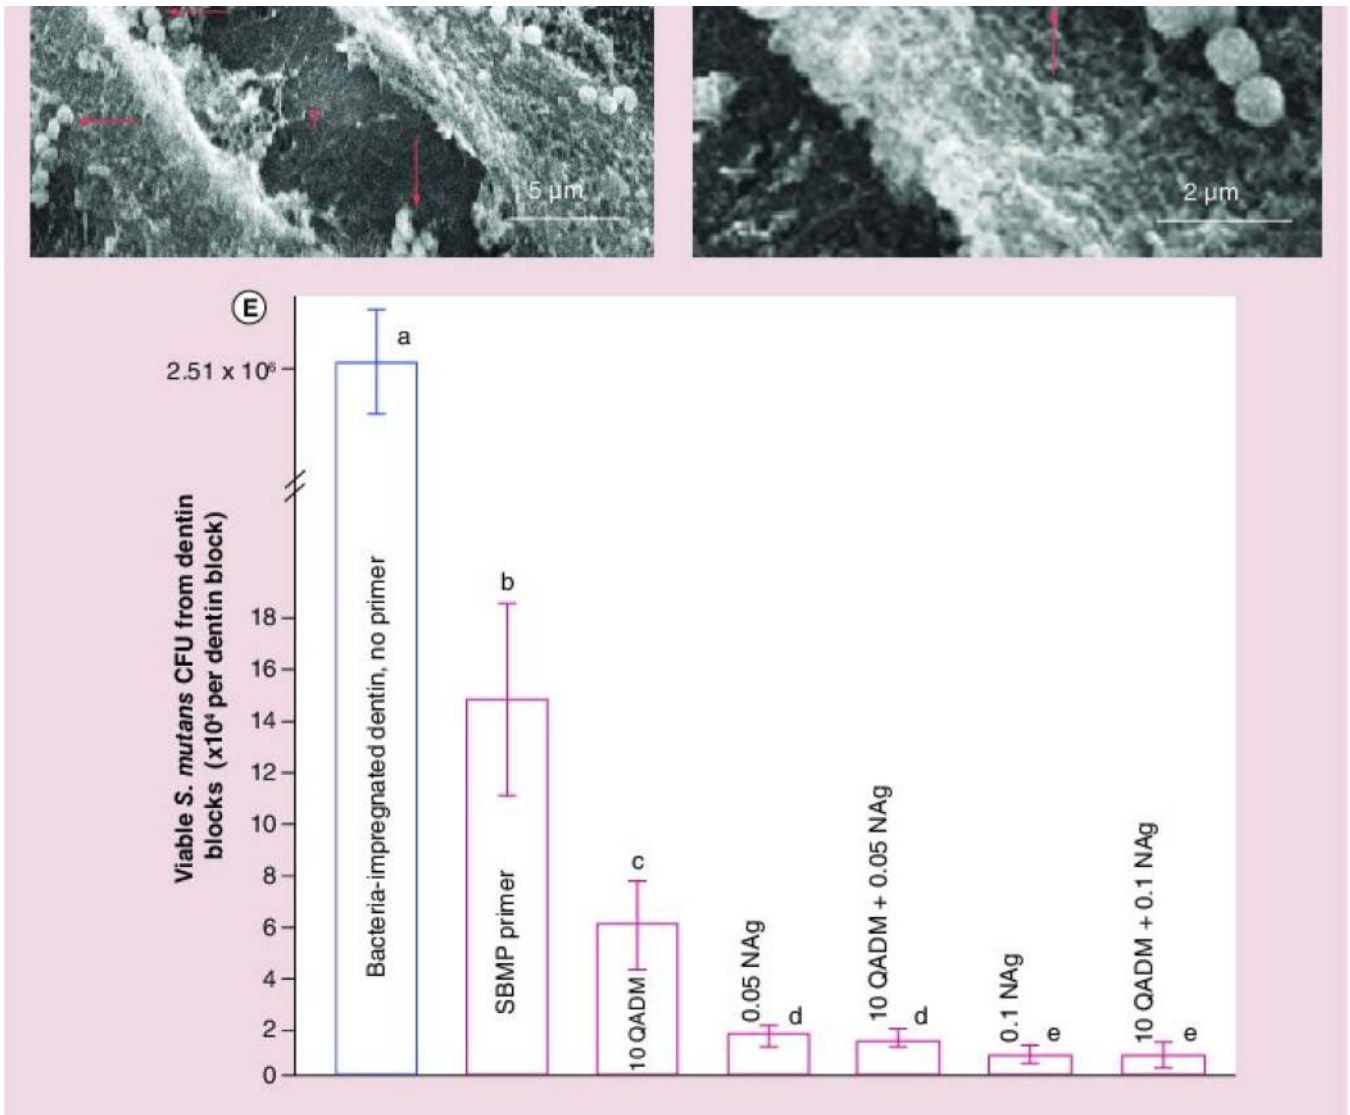 T
5 μm
2 μm
E
a
2.51 x 10⁶
Viable S. mutans CFU from dentin
blocks (x10⁴ per dentin block)
18
16
14
12
10
8
6
4
2
0
Bacteria-impregnated dentin, no primer
b
SBMP primer
c
10 QADM
0.05 NAg
d
10 QADM + 0.05 NAg
d
0.1 NAg
e
10 QADM + 0.1 NAg
e